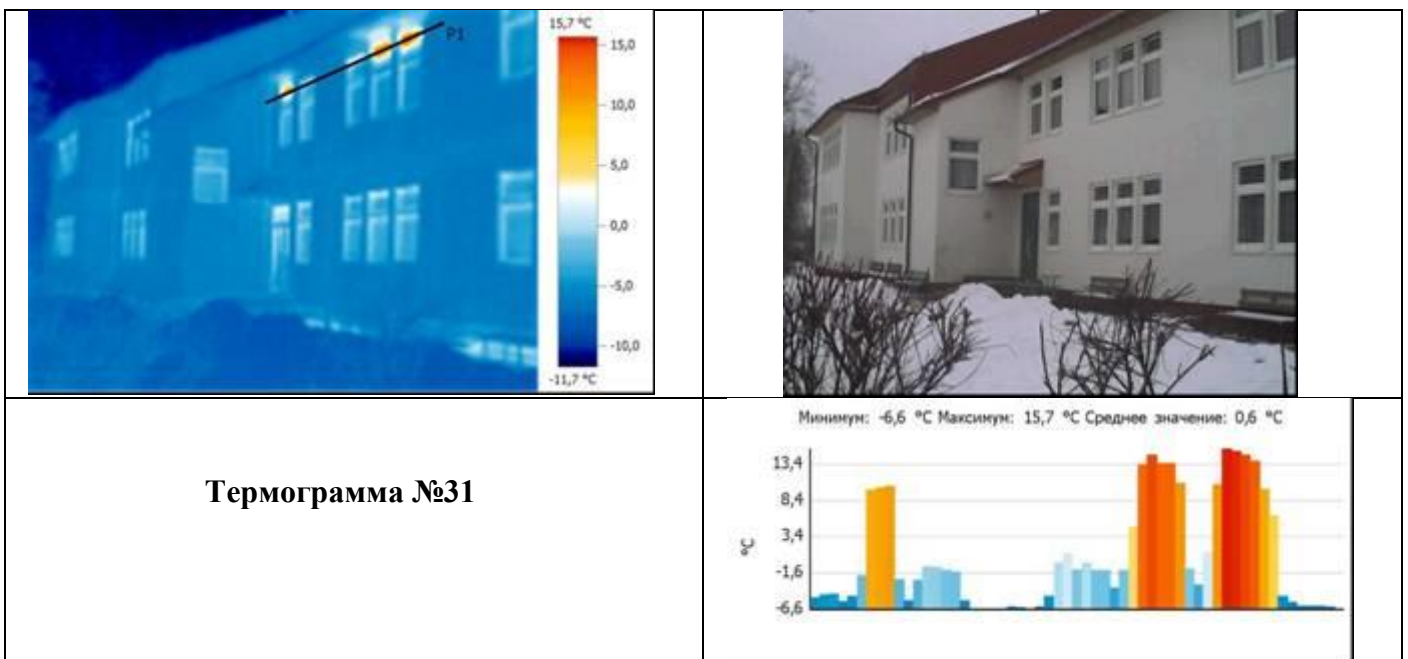 P1
15,7 °C
15,0
10,0
5,0
0,0
-5,0
-10,0
-11,7 °C
Термограмма №31
Минимум: -6,6 °C Максимум: 15,7 °C Среднее значение: 0,6 °C
°C
13,4
8,4
3,4
-1,6
-6,6